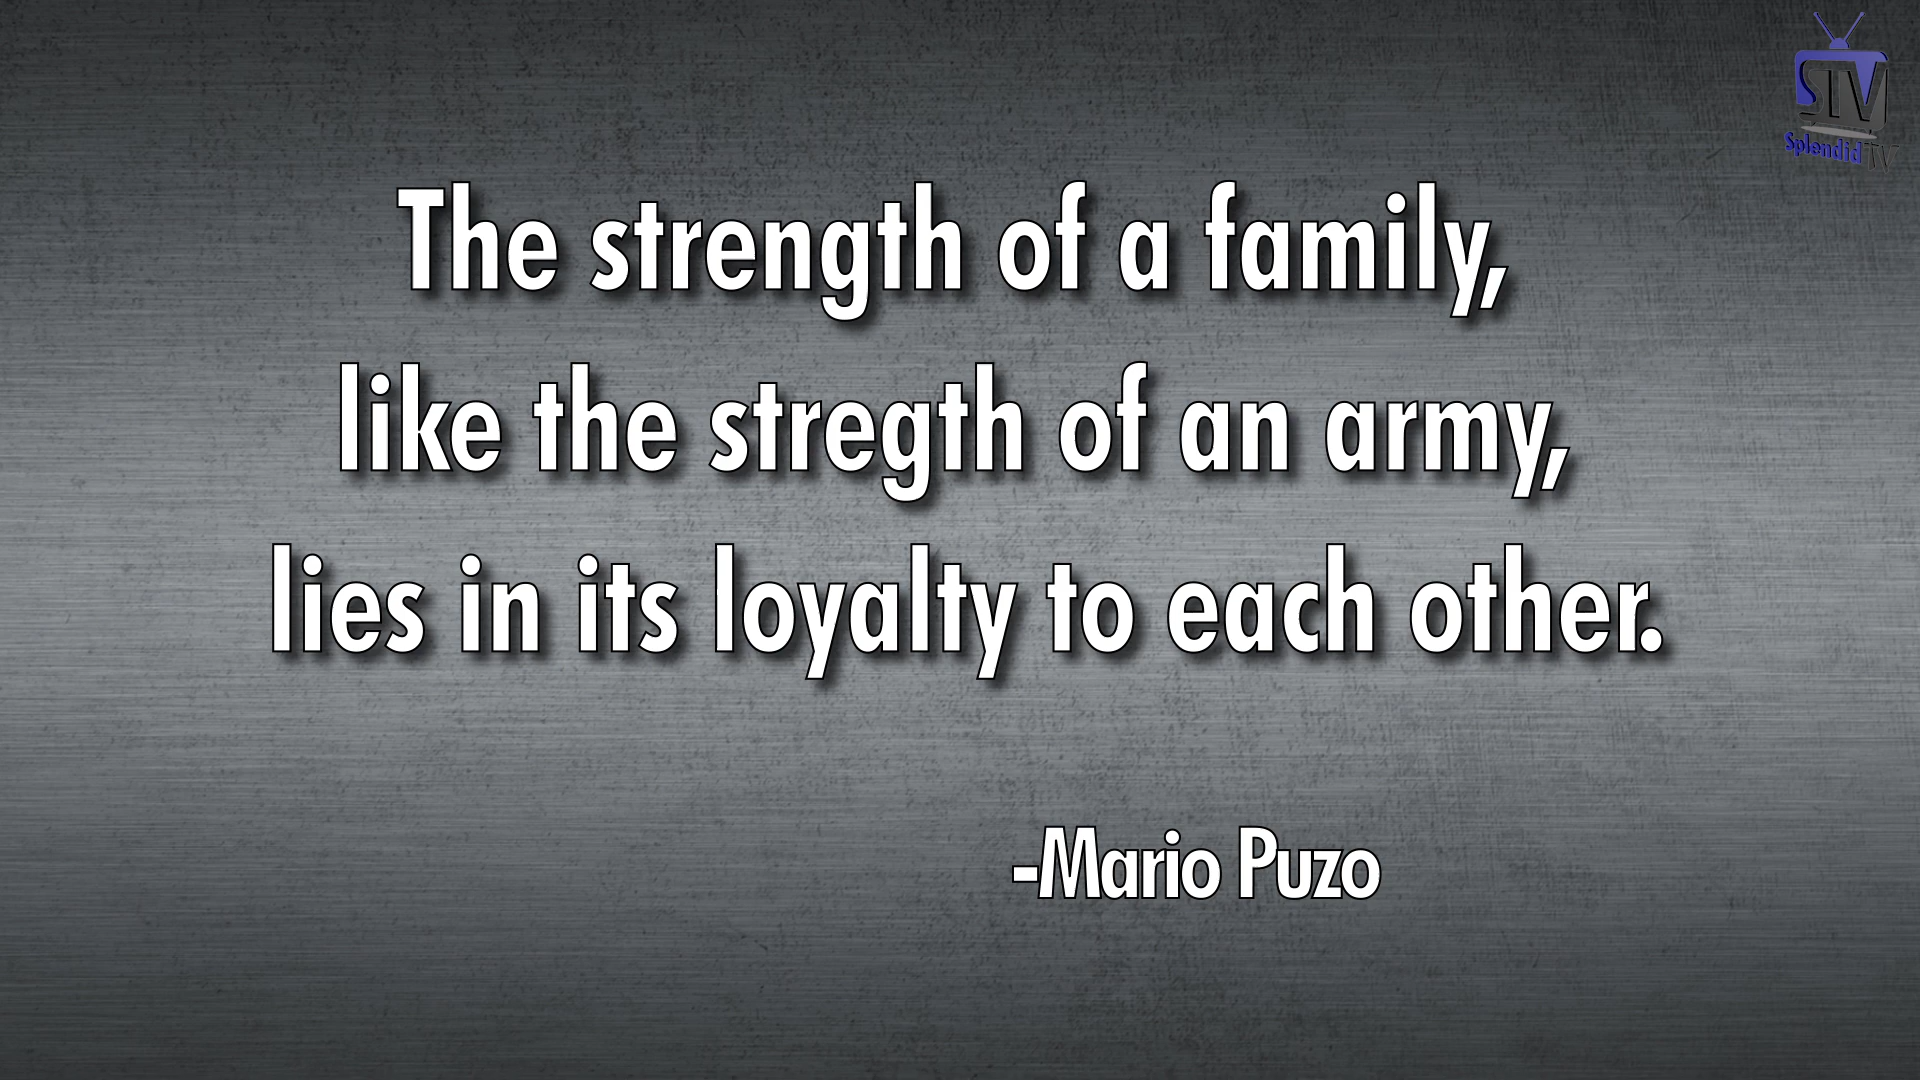 STV
Splendid TV
The strength of a family,
like the stregth of an army,
lies in its loyalty to each other.
-Mario Puzo